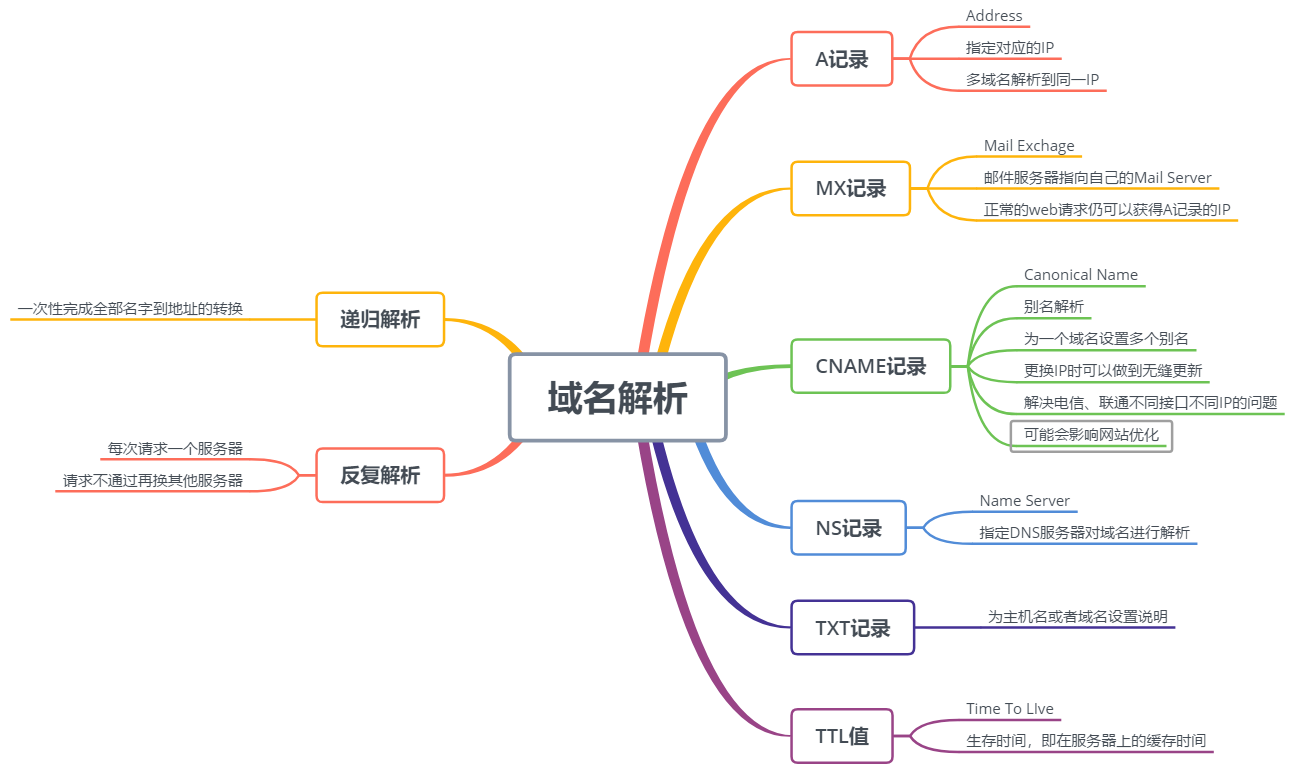 域名解析
A记录
Address
指定对应的IP
多域名解析到同一IP
MX记录
Mail Exchage
邮件服务器指向自己的Mail Server
正常的web请求仍可以获得A记录的IP
CNAME记录
Canonical Name
别名解析
为一个域名设置多个别名
更换IP时可以做到无缝更新
解决电信、联通不同接口不同IP的问题
可能会影响网站优化
NS记录
Name Server
指定DNS服务器对域名进行解析
TXT记录
为主机名或者域名设置说明
TTL值
Time To LIve
生存时间，即在服务器上的缓存时间
递归解析
一次性完成全部名字到地址的转换
反复解析
每次请求一个服务器
请求不通过再换其他服务器